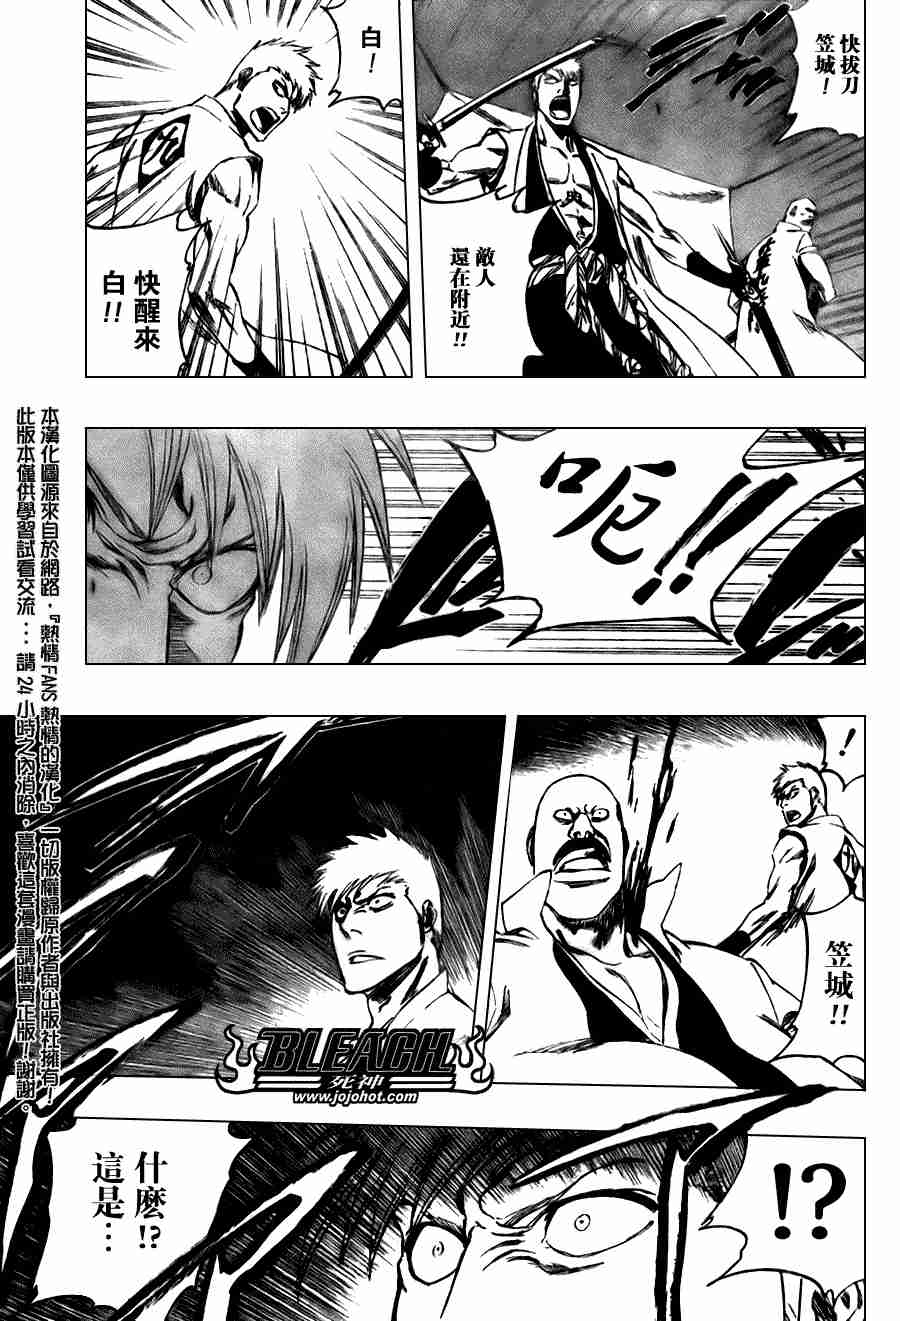 快拔刀
笠城！
敵人
還在附近!!
白！
快醒來
白!!
呃!!
！
笠城!!
!?
什麼!?
這是…
BLEACH
死神
www.jojohot.com
本漢化圖源來自於網路，『熱情FANS 熱情的漢化』一切版權歸原作者與出版社擁有！
此版本僅供學習試看交流…請24小時之內消除，喜歡這套漫畫請購買正版！謝謝。
九
九